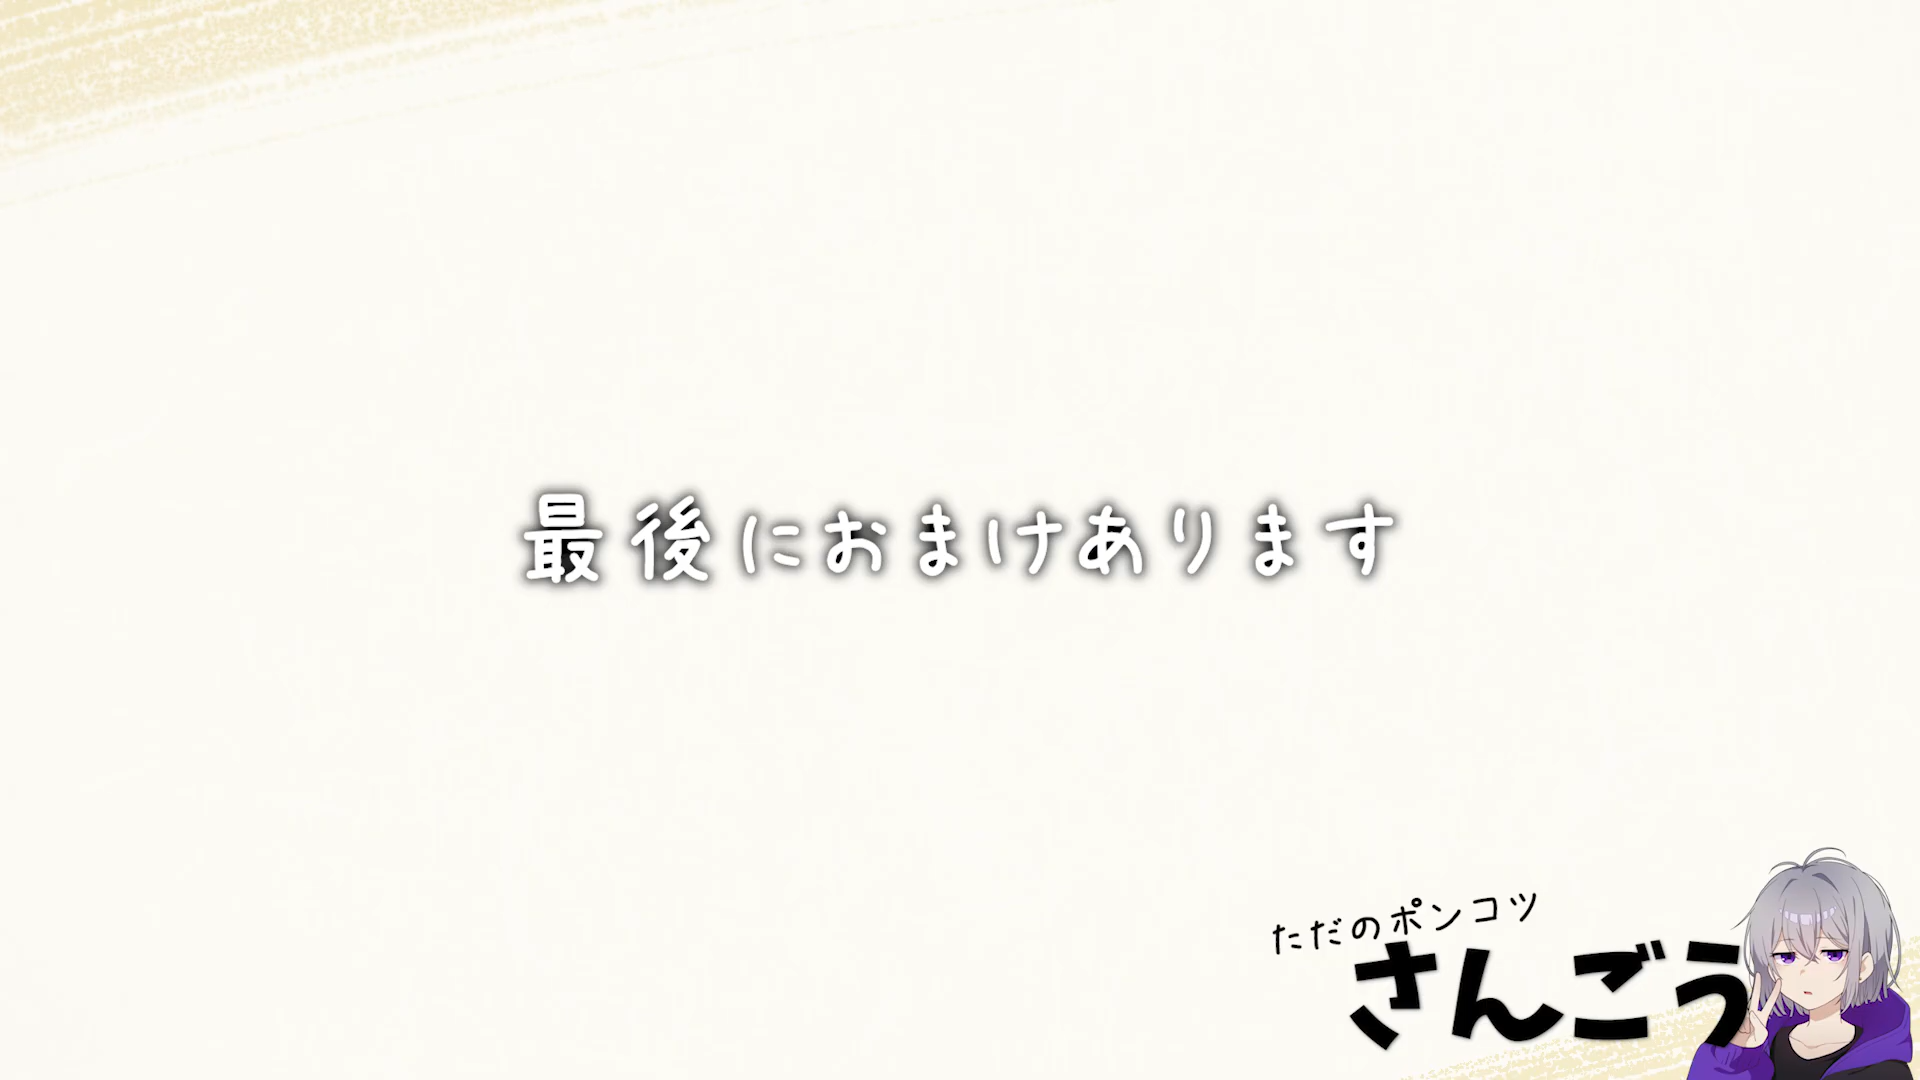 最後におまけあります
ただのポンコツ
さんごう